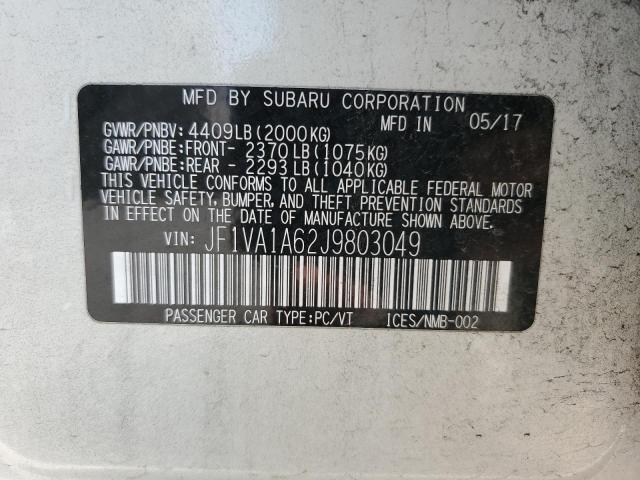 MFD BY SUBARU CORPORATION
MFD IN 05/17
GVWR/PNBV: 4409LB(2000KG)
GAWR/PNBE:FRONT- 2370LB(1075KG)
GAWR/PNBE:REAR - 2293LB(1040KG)
THIS VEHICLE CONFORMS TO ALL APPLICABLE FEDERAL MOTOR
VEHICLE SAFETY, BUMPER, AND THEFT PREVENTION STANDARDS
IN EFFECT ON THE DATE OF MANUFACTURE SHOWN ABOVE.
VIN: JF1VA1A62J9803049
PASSENGER CAR TYPE:PC/VT ICES/NMB-002